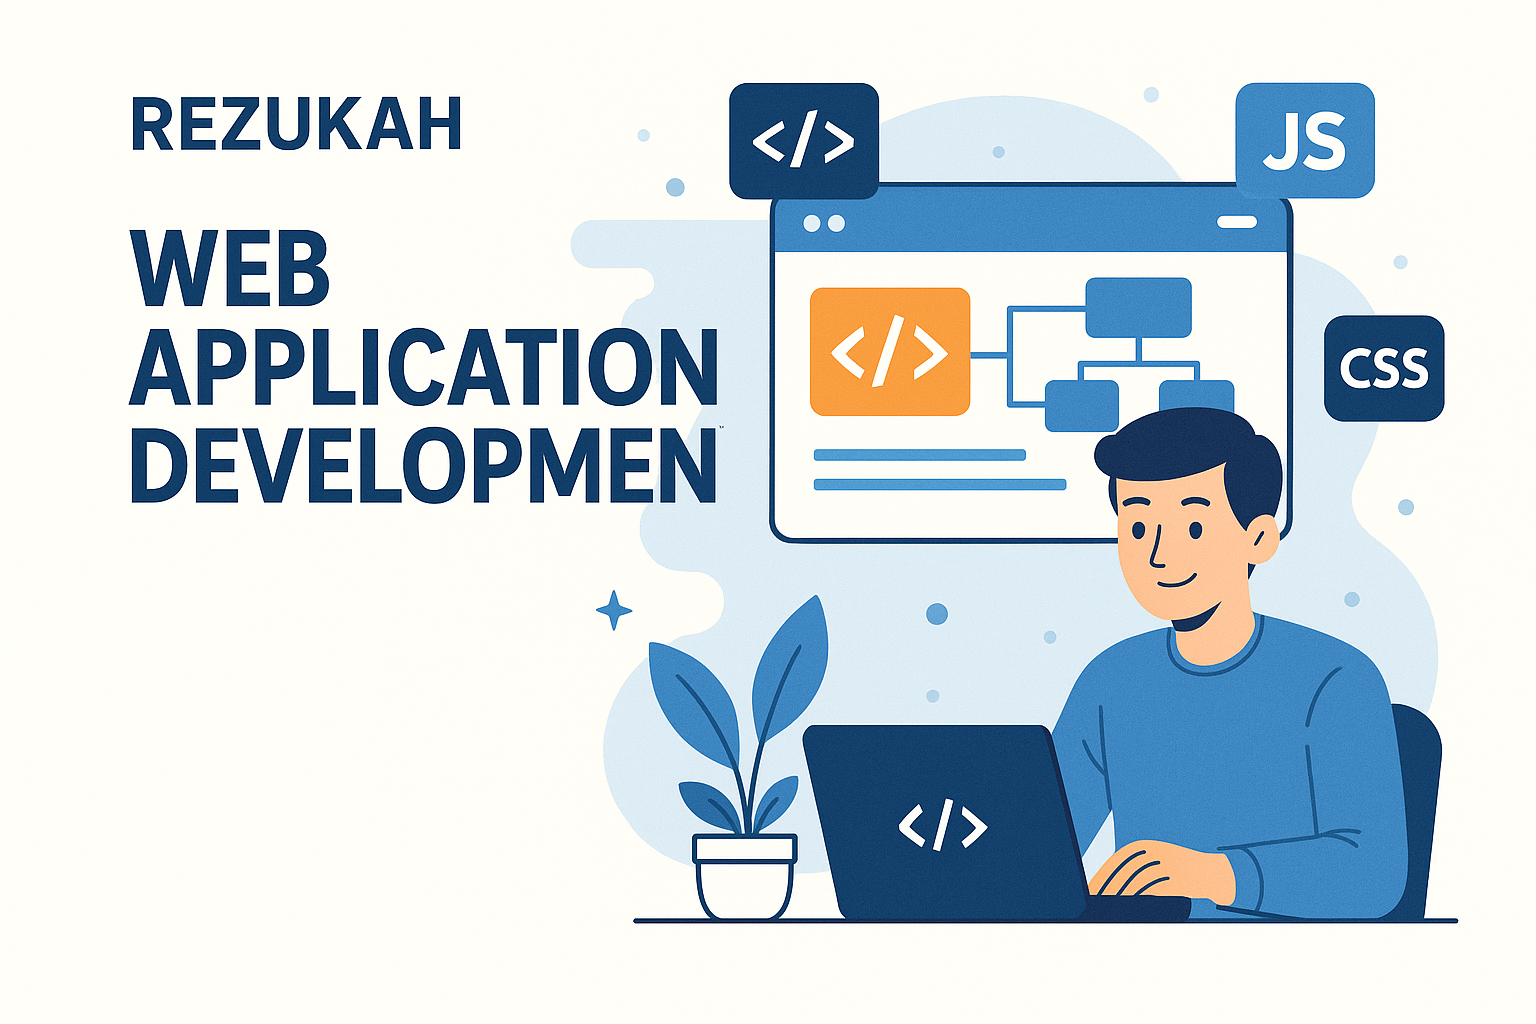 REZUKAH
WEB
APPLICATION
DEVELOPMEN
</>
JS
</>
CSS
</>